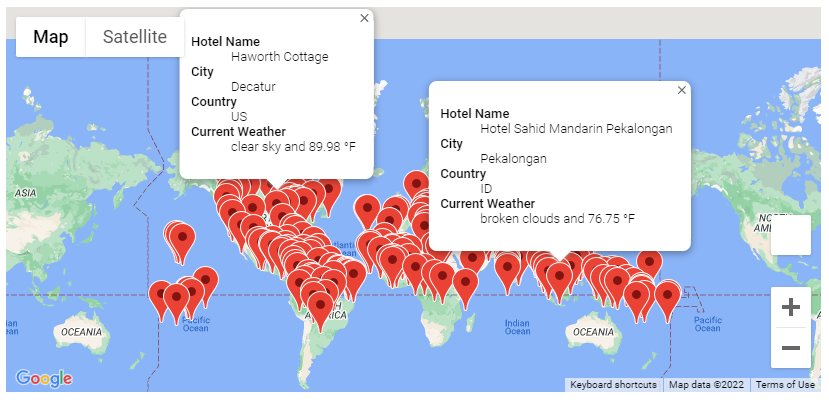 Map
Satellite
Hotel Name
Haworth Cottage
City
Decatur
Country
US
Current Weather
clear sky and 89.98 °F
Hotel Name
Hotel Sahid Mandarin Pekalongan
City
Pekalongan
Country
ID
Current Weather
broken clouds and 76.75 °F
ASIA
Pacific
Ocean
OCEANIA
Indian
Ocean
OCEANIA
Pacific
Ocean
Google
Keyboard shortcuts
Map data ©2022
Terms of Use